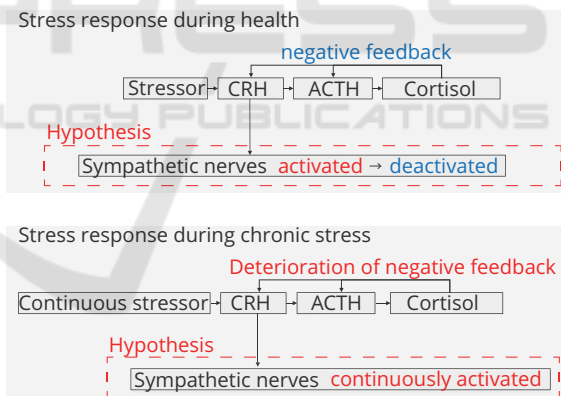 Stress response during health
negative feedback
Stressor CRH ACTH Cortisol
Hypothesis
Sympathetic nerves activated → deactivated
Stress response during chronic stress
Deterioration of negative feedback
Continuous stressor CRH ACTH Cortisol
Hypothesis
Sympathetic nerves continuously activated
PUBLICATIONS